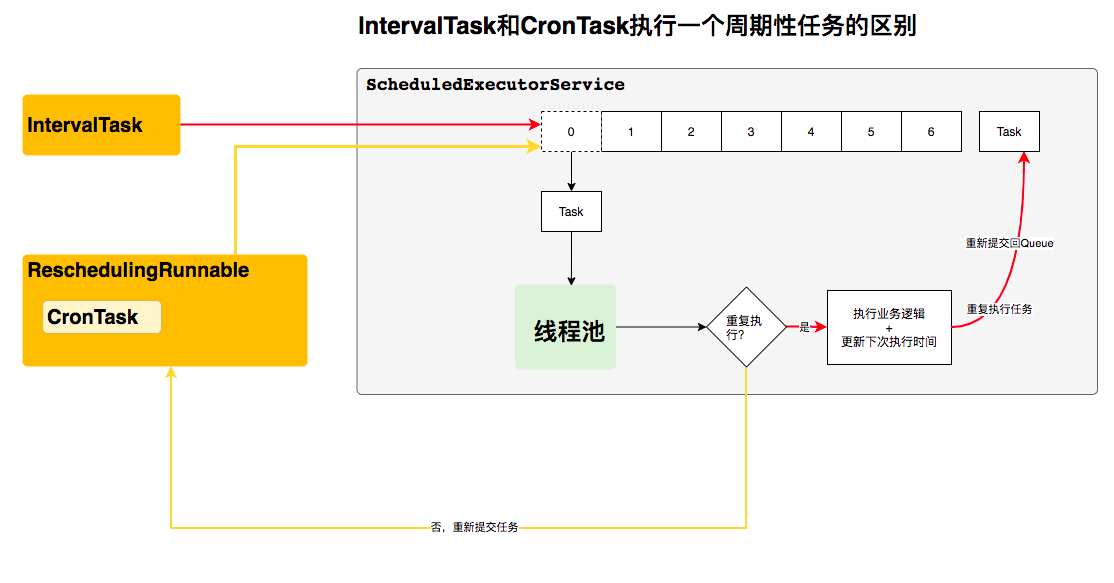 IntervalTask和CronTask执行一个周期性任务的区别
ScheduledExecutorService
IntervalTask
0 1 2 3 4 5 6 Task
Task
重新提交回Queue
ReschedulingRunnable
CronTask
线程池
重复执
行?
是
执行业务逻辑
+
更新下次执行时间
重复执行任务
否，重新提交任务